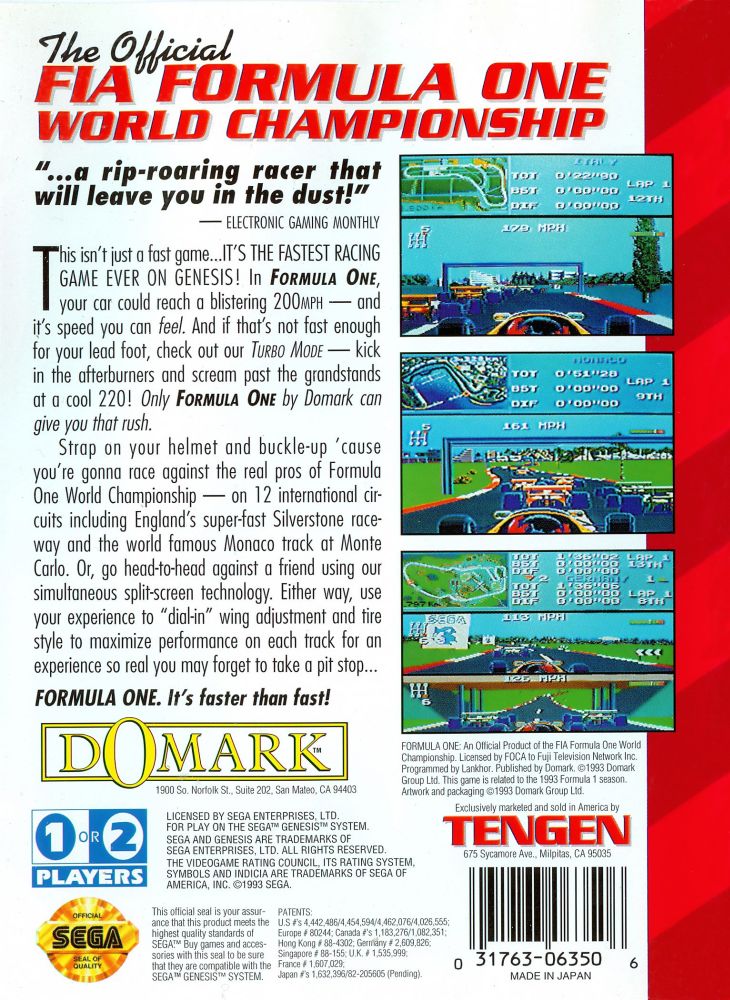 The Official
FIA FORMULA ONE
WORLD CHAMPIONSHIP
“...a rip-roaring racer that
will leave you in the dust!”
— ELECTRONIC GAMING MONTHLY
This isn't just a fast game...IT'S THE FASTEST RACING
GAME EVER ON GENESIS! In FORMULA ONE,
your car could reach a blistering 200MPH — and
it's speed you can feel. And if that's not fast enough
for your lead foot, check out our TURBO MODE — kick
in the afterburners and scream past the grandstands
at a cool 220! Only FORMULA ONE by Domark can
give you that rush.
Strap on your helmet and buckle-up 'cause
you're gonna race against the real pros of Formula
One World Championship — on 12 international cir-
cuits including England's super-fast Silverstone race-
way and the world famous Monaco track at Monte
Carlo. Or, go head-to-head against a friend using our
simultaneous split-screen technology. Either way, use
your experience to “dial-in” wing adjustment and tire
style to maximize performance on each track for an
experience so real you may forget to take a pit stop...
FORMULA ONE. It's faster than fast!
DOMARK™
1900 So. Norfolk St., Suite 202, San Mateo, CA 94403
ITALY
TOT 0'22"90 LAP 1
BST 0'00"00 12TH
DIF 0'00"00
5
179 MPH
MONACO
TOT 0'51"28 LAP 1
BST 0'00"00 9TH
DIF 0'00"00
5
161 MPH
TOT 1'36"02 LAP 1
BST 0'00"00 13TH
DIF 0'00"00
2 GERMANY 1
TOT 1'36"06
BST 0'00"00 LAP 1
DIF 0'00"00 8TH
113 MPH
SEGA
125 MPH
6
FORMULA ONE: An Official Product of the FIA Formula One World
Championship. Licensed by FOCA to Fuji Television Network Inc.
Programmed by Lankhor. Published by Domark. ©1993 Domark
Group Ltd. This game is related to the 1993 Formula 1 season.
Artwork and packaging ©1993 Domark Group Ltd.
Exclusively marketed and sold in America by
TENGEN
675 Sycamore Ave., Milpitas, CA 95035
1 OR 2
PLAYERS
LICENSED BY SEGA ENTERPRISES, LTD.
FOR PLAY ON THE SEGA™ GENESIS™ SYSTEM.
SEGA AND GENESIS ARE TRADEMARKS OF
SEGA ENTERPRISES, LTD. ALL RIGHTS RESERVED.
THE VIDEOGAME RATING COUNCIL, ITS RATING SYSTEM,
SYMBOLS AND INDICIA ARE TRADEMARKS OF SEGA OF
AMERICA, INC. ©1993 SEGA.
OFFICIAL
SEGA
SEAL OF
QUALITY
This official seal is your assur-
ance that this product meets the
highest quality standards of
SEGA™ Buy games and acces-
sories with this seal to be sure
that they are compatible with the
SEGA™ GENESIS™ SYSTEM.
PATENTS:
U.S #'s 4,442,486/4,454,594/4,462,076/4,026,555;
Europe # 80244; Canada #'s 1,183,276/1,082,351;
Hong Kong # 88-4302; Germany # 2,609,826;
Singapore # 88-155; U.K. # 1,535,999;
France # 1,607,029;
Japan #'s 1,632,396/82-205605 (Pending).
0 31763-06350 6
MADE IN JAPAN